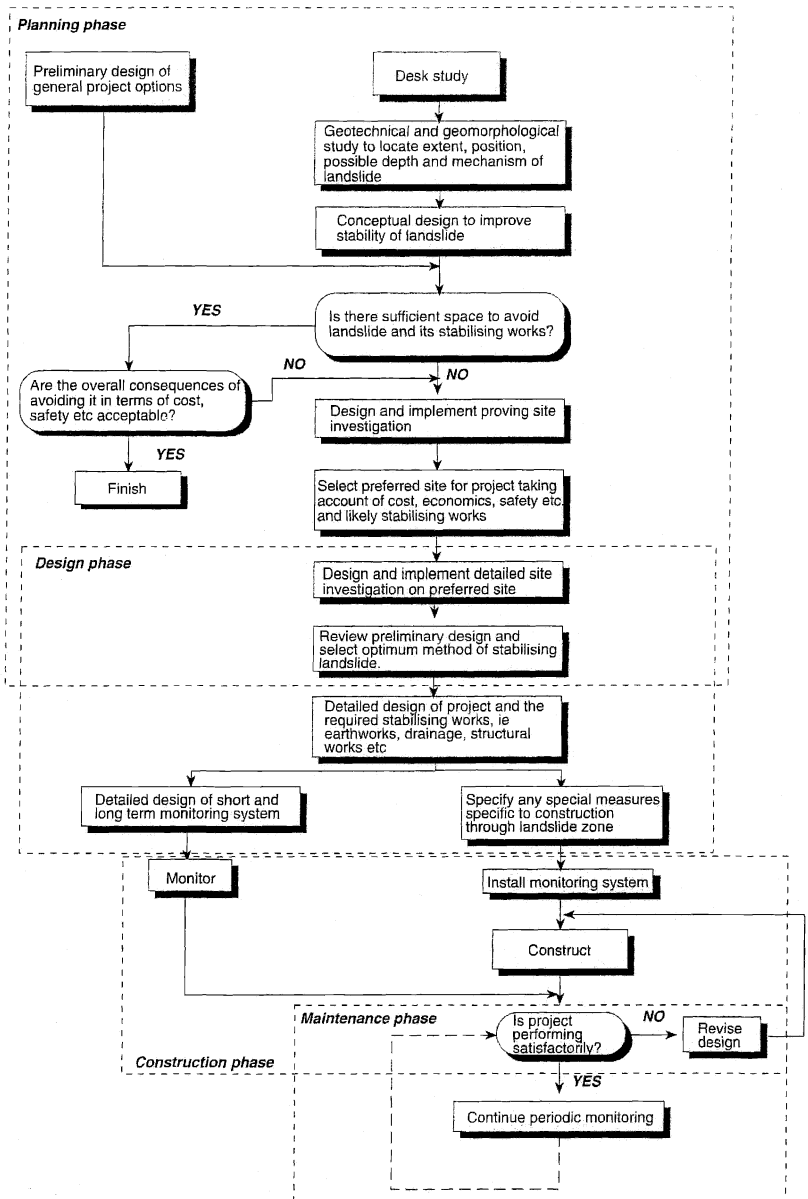 Planning phase
Preliminary design of
general project options
Desk study
Geotechnical and geomorphological
study to locate extent, position,
possible depth and mechanism of
landslide
Conceptual design to improve
stability of landslide
YES
Is there sufficient space to avoid
landslide and its stabilising works?
NO
NO
Are the overall consequences of
avoiding it in terms of cost,
safety etc acceptable?
Design and implement proving site
investigation
YES
Finish
Select preferred site for project taking
account of cost, economics, safety etc.
and likely stabilising works
Design phase
Design and implement detailed site
investigation on preferred site
Review preliminary design and
select optimum method of stabilising
landslide.
Detailed design of project and the
required stabilising works, ie
earthworks, drainage, structural
works etc
Detailed design of short and
long term monitoring system
Specify any special measures
specific to construction
through landslide zone
Monitor
Install monitoring system
Construct
Maintenance phase
Is project
performing
satisfactorily?
NO
Revise
design
Construction phase
YES
Continue periodic monitoring